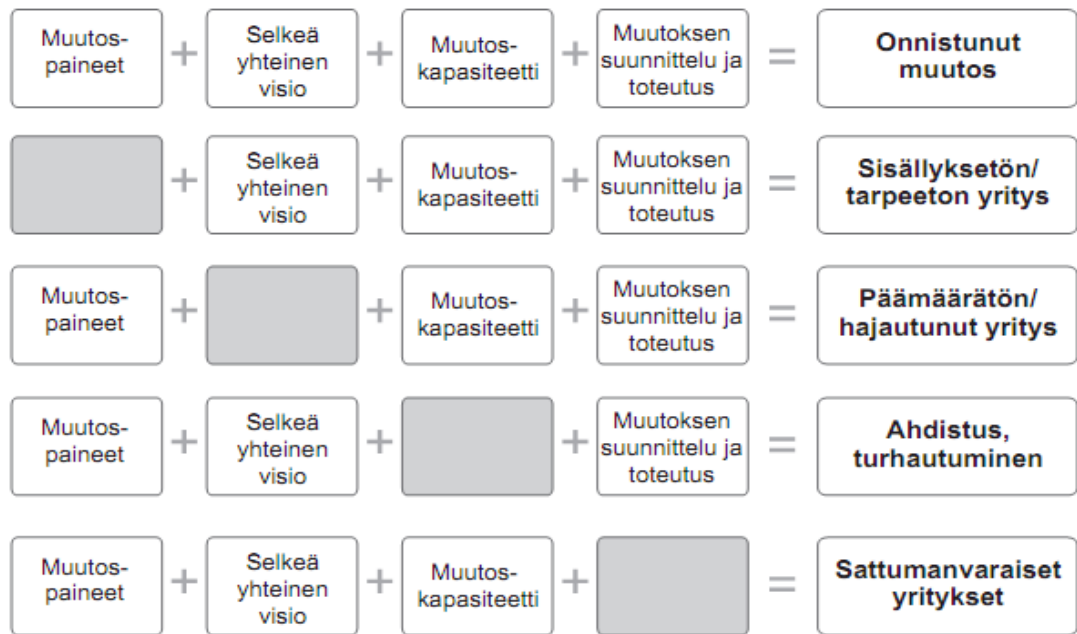 Muutos-
paineet
+
Selkeä
yhteinen
visio
+
Muutos-
kapasiteetti
+
Muutoksen
suunnittelu ja
toteutus
=
Onnistunut
muutos
+
Selkeä
yhteinen
visio
+
Muutos-
kapasiteetti
+
Muutoksen
suunnittelu ja
toteutus
=
Sisällyksetön/
tarpeeton yritys
Muutos-
paineet
+
+
Muutos-
kapasiteetti
+
Muutoksen
suunnittelu ja
toteutus
=
Päämäärätön/
hajautunut yritys
Muutos-
paineet
+
Selkeä
yhteinen
visio
+
+
Muutoksen
suunnittelu ja
toteutus
=
Ahdistus,
turhautuminen
Muutos-
paineet
+
Selkeä
yhteinen
visio
+
Muutos-
kapasiteetti
+
=
Sattumanvaraiset
yritykset